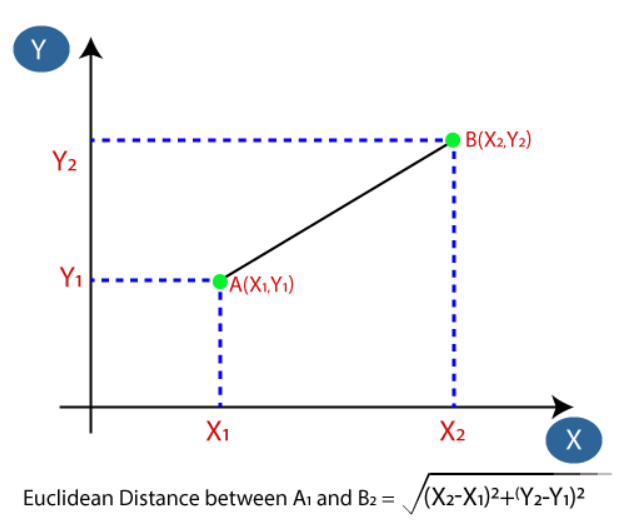 Y
Y₂
B(X₂,Y₂)
Y₁
A(X₁,Y₁)
X₁
X₂
X
Euclidean Distance between A₁ and B₂ = √(X₂-X₁)²+(Y₂-Y₁)²